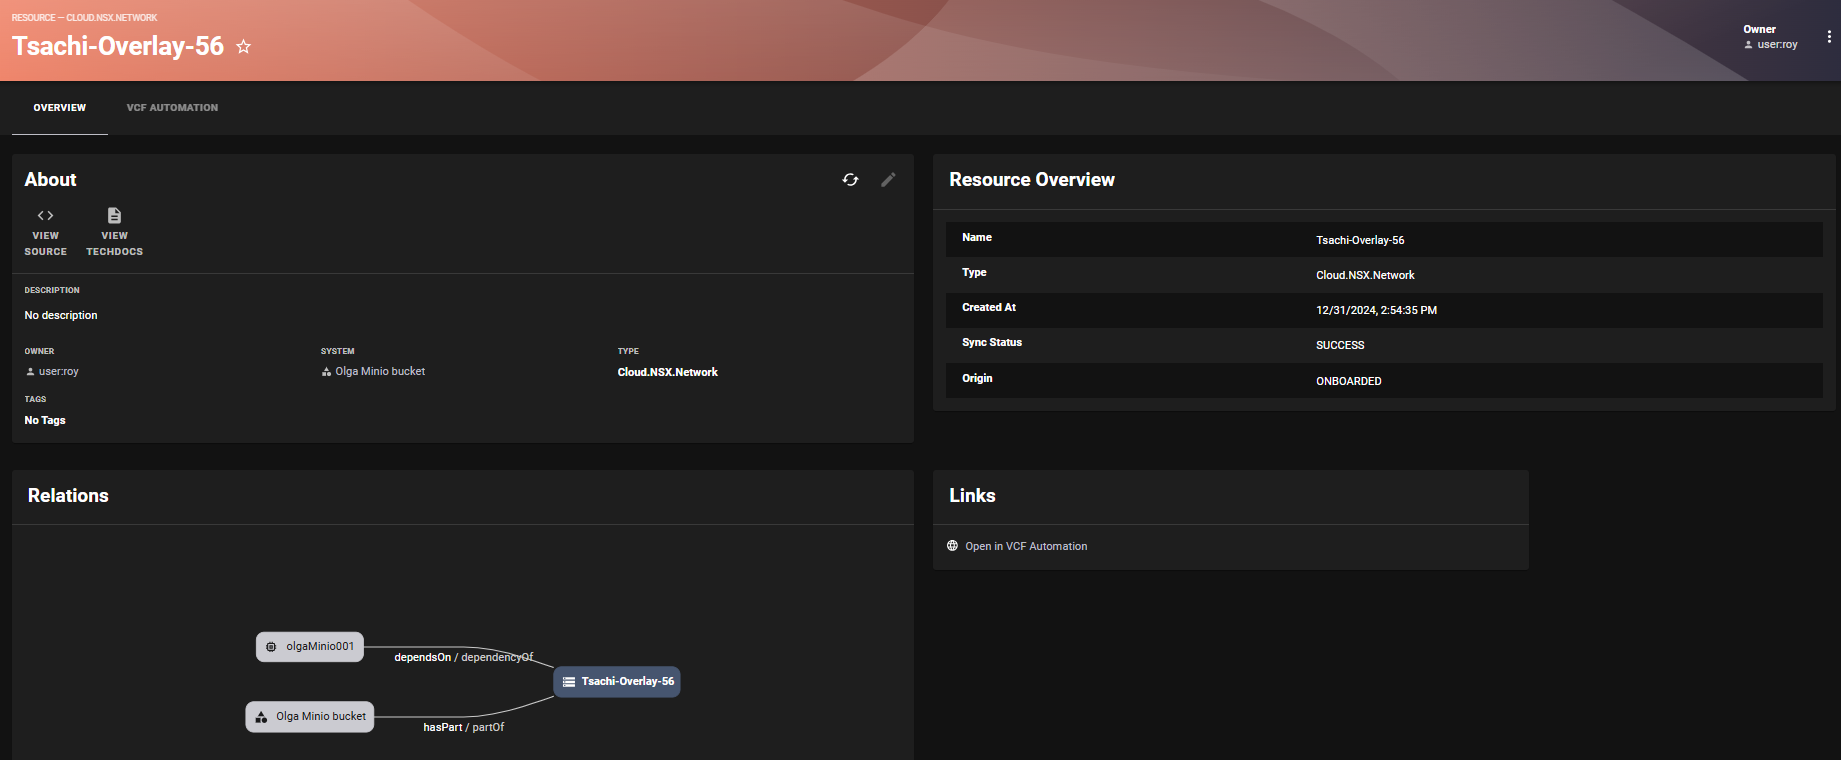 RESOURCE — CLOUD.NSX.NETWORK
Tsachi-Overlay-56
Owner
user:roy
OVERVIEW
VCF AUTOMATION
About
VIEW
SOURCE
VIEW
TECHDOCS
DESCRIPTION
No description
OWNER
user:roy
SYSTEM
Olga Minio bucket
TYPE
Cloud.NSX.Network
TAGS
No Tags
Resource Overview
Name Tsachi-Overlay-56
Type Cloud.NSX.Network
Created At 12/31/2024, 2:54:35 PM
Sync Status SUCCESS
Origin ONBOARDED
Relations
olgaMinio001
dependsOn / dependencyOf
Tsachi-Overlay-56
Olga Minio bucket
hasPart / partOf
Links
Open in VCF Automation